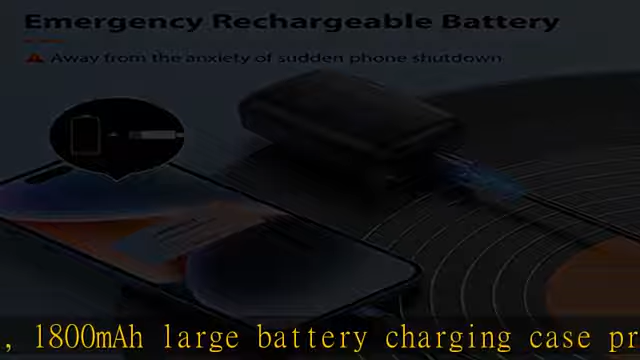 Emergency Rechargeable Battery
Away from the anxiety of sudden phone shutdown
, 1800mAh large battery charging case pr